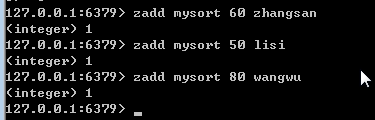 127.0.0.1:6379> zadd mysort 60 zhangsan
(integer) 1
127.0.0.1:6379> zadd mysort 50 lisi
(integer) 1
127.0.0.1:6379> zadd mysort 80 wangwu
(integer) 1
127.0.0.1:6379> _